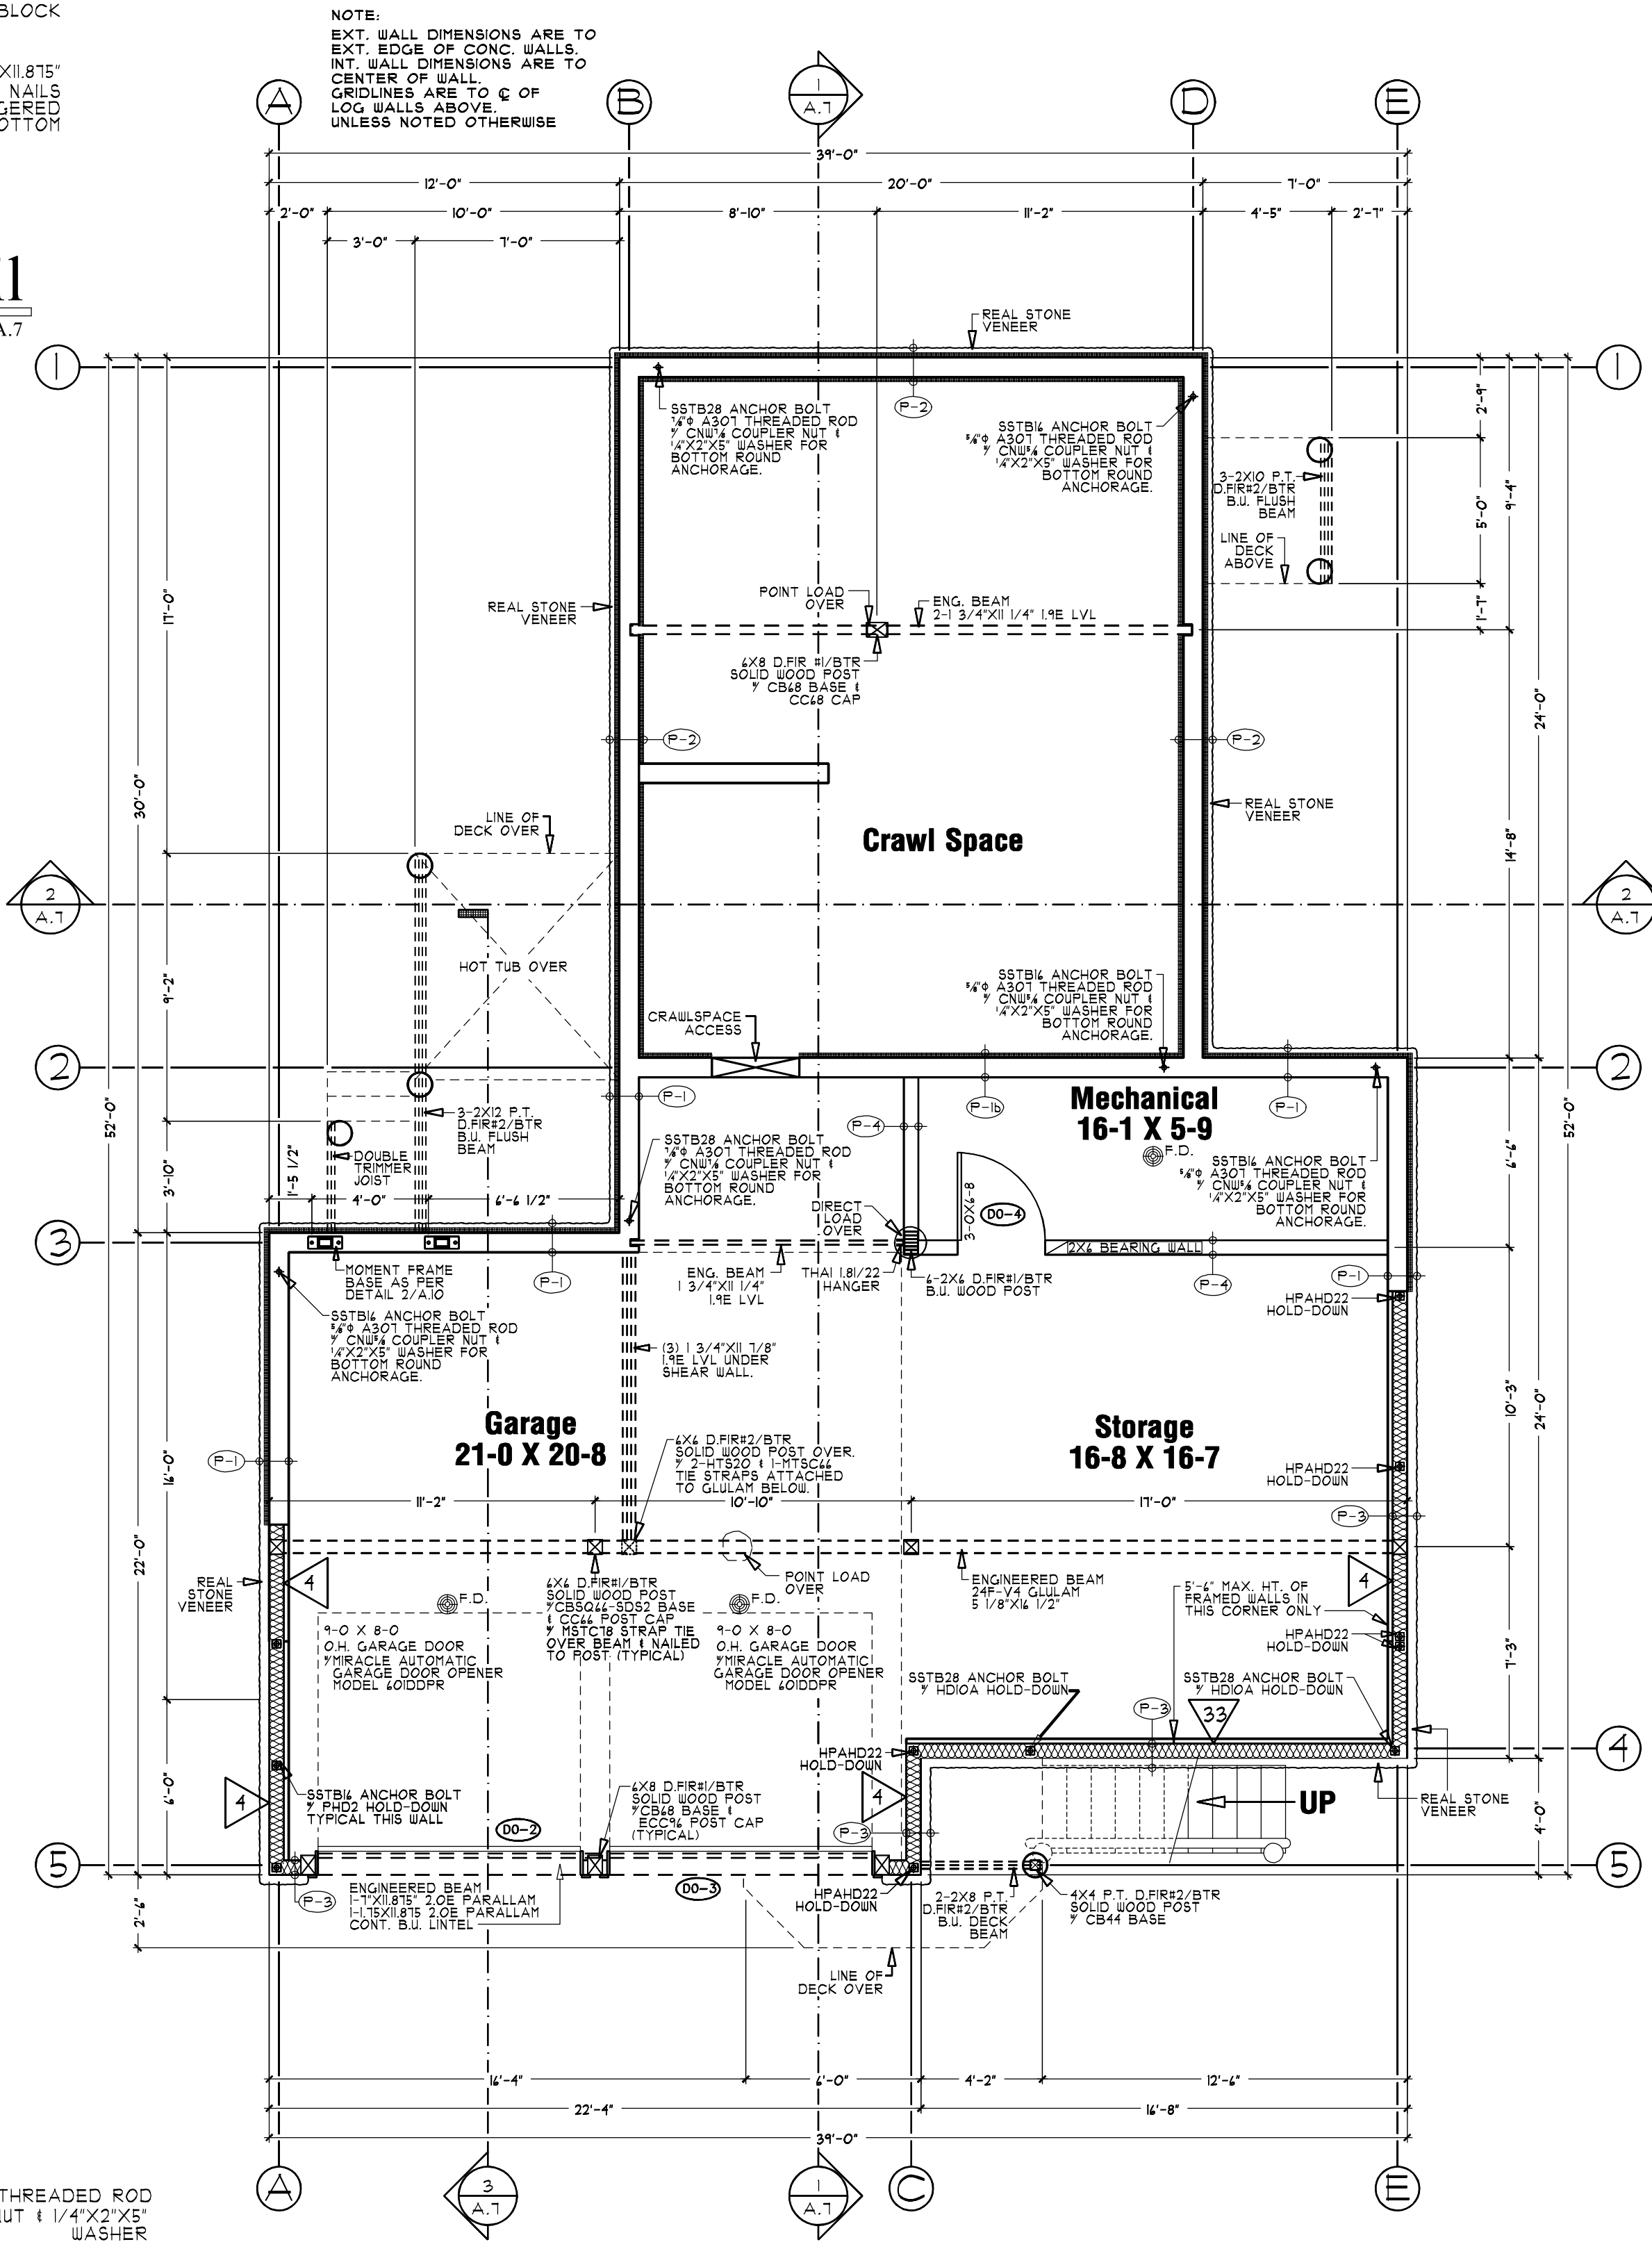 BLOCK
X11.875"
NAILS
GERED
OTTOM
A.7
NOTE:
EXT. WALL DIMENSIONS ARE TO
EXT. EDGE OF CONC. WALLS.
INT. WALL DIMENSIONS ARE TO
CENTER OF WALL.
GRIDLINES ARE TO ℄ OF
LOG WALLS ABOVE.
UNLESS NOTED OTHERWISE
A
B
1
A.7
D
E
39'-0"
12'-0"
20'-0"
7'-0"
2'-0"
10'-0"
8'-10"
11'-2"
4'-5"
2'-7"
3'-0"
7'-0"
REAL STONE
VENEER
1
1
P-2
SSTB28 ANCHOR BOLT
7/8"Φ A307 THREADED ROD
W/ CNW7/8 COUPLER NUT &
1/4"X2"X5" WASHER FOR
BOTTOM ROUND
ANCHORAGE.
SSTB16 ANCHOR BOLT
5/8"Φ A307 THREADED ROD
W/ CNW5/8 COUPLER NUT &
1/4"X2"X5" WASHER FOR
BOTTOM ROUND
ANCHORAGE.
2'-9"
3-2X10 P.T.
D.FIR#2/BTR
B.U. FLUSH
BEAM
9'-4"
5'-0"
LINE OF
DECK
ABOVE
1'-7"
17'-0"
REAL STONE
VENEER
POINT LOAD
OVER
ENG. BEAM
2-1 3/4"X11 1/4" 1.9E LVL
6X8 D.FIR #1/BTR
SOLID WOOD POST
W/ CB68 BASE &
CC68 CAP
24'-0"
P-2
P-2
30'-0"
LINE OF
DECK OVER
Crawl Space
REAL STONE
VENEER
14'-8"
2
A.7
2
A.7
HOT TUB OVER
9'-2"
SSTB16 ANCHOR BOLT
5/8"Φ A307 THREADED ROD
W/ CNW5/8 COUPLER NUT &
1/4"X2"X5" WASHER FOR
BOTTOM ROUND
ANCHORAGE.
CRAWLSPACE
ACCESS
2
2
P-1
P-1b
P-1
Mechanical
16-1 X 5-9
52'-0"
52'-0"
3-2X12 P.T.
D.FIR#2/BTR
B.U. FLUSH
BEAM
P-4
F.D.
DOUBLE
TRIMMER
JOIST
3'-10"
1'-5 1/2"
4'-0"
6'-6 1/2"
SSTB28 ANCHOR BOLT
7/8"Φ A307 THREADED ROD
W/ CNW7/8 COUPLER NUT &
1/4"X2"X5" WASHER FOR
BOTTOM ROUND
ANCHORAGE.
SSTB16 ANCHOR BOLT
5/8"Φ A307 THREADED ROD
W/ CNW5/8 COUPLER NUT &
1/4"X2"X5" WASHER FOR
BOTTOM ROUND
ANCHORAGE.
6'-6"
DIRECT
LOAD
OVER
3-0X6-8
DO-4
2X6 BEARING WALL
3
MOMENT FRAME
BASE AS PER
DETAIL 2/A.10
P-1
ENG. BEAM
1 3/4"X11 1/4"
1.9E LVL
THAI 1.81/22
HANGER
6-2X6 D.FIR#1/BTR
B.U. WOOD POST
P-4
P-1
HPAHD22
HOLD-DOWN
SSTB16 ANCHOR BOLT
5/8"Φ A307 THREADED ROD
W/ CNW5/8 COUPLER NUT &
1/4"X2"X5" WASHER FOR
BOTTOM ROUND
ANCHORAGE.
(3) 1 3/4"X11 7/8"
1.9E LVL UNDER
SHEAR WALL.
Garage
21-0 X 20-8
Storage
16-8 X 16-7
10'-3"
24'-0"
P-1
16'-0"
6X6 D.FIR#2/BTR
SOLID WOOD POST OVER.
W/ 2-HTS20 & 1-MTSC66
TIE STRAPS ATTACHED
TO GLULAM BELOW.
HPAHD22
HOLD-DOWN
11'-2"
10'-10"
17'-0"
P-3
22'-0"
REAL
STONE
VENEER
4
POINT LOAD
OVER
ENGINEERED BEAM
24F-V4 GLULAM
5 1/8"X16 1/2"
5'-6" MAX. HT. OF
FRAMED WALLS IN
THIS CORNER ONLY
4
F.D.
6X6 D.FIR#1/BTR
SOLID WOOD POST
W/CBSQ66-SDS2 BASE
& CC66 POST CAP
W/ MSTC78 STRAP TIE
OVER BEAM & NAILED
TO POST (TYPICAL)
F.D.
9-0 X 8-0
O.H. GARAGE DOOR
W/MIRACLE AUTOMATIC
GARAGE DOOR OPENER
MODEL 601DDPR
9-0 X 8-0
O.H. GARAGE DOOR
W/MIRACLE AUTOMATIC
GARAGE DOOR OPENER
MODEL 601DDPR
HPAHD22
HOLD-DOWN
7'-3"
SSTB28 ANCHOR BOLT
W/ HD10A HOLD-DOWN
SSTB28 ANCHOR BOLT
W/ HD10A HOLD-DOWN
P-3
33
HPAHD22
HOLD-DOWN
4
6'-0"
4
SSTB16 ANCHOR BOLT
W/ PHD2 HOLD-DOWN
TYPICAL THIS WALL
6X8 D.FIR#1/BTR
SOLID WOOD POST
W/CB68 BASE &
ECC96 POST CAP
(TYPICAL)
4
UP
REAL STONE
VENEER
4'-0"
DO-2
P-3
5
5
P-3
ENGINEERED BEAM
1-7"X11.875" 2.0E PARALLAM
1-1.75X11.875 2.0E PARALLAM
CONT. B.U. LINTEL
DO-3
HPAHD22
HOLD-DOWN
2-2X8 P.T.
D.FIR#2/BTR
B.U. DECK
BEAM
4X4 P.T. D.FIR#2/BTR
SOLID WOOD POST
W/ CB44 BASE
2'-6"
LINE OF
DECK OVER
16'-4"
6'-0"
4'-2"
12'-6"
22'-4"
16'-8"
39'-0"
A
3
A.7
1
A.7
C
E
THREADED ROD
UT & 1/4"X2"X5"
WASHER